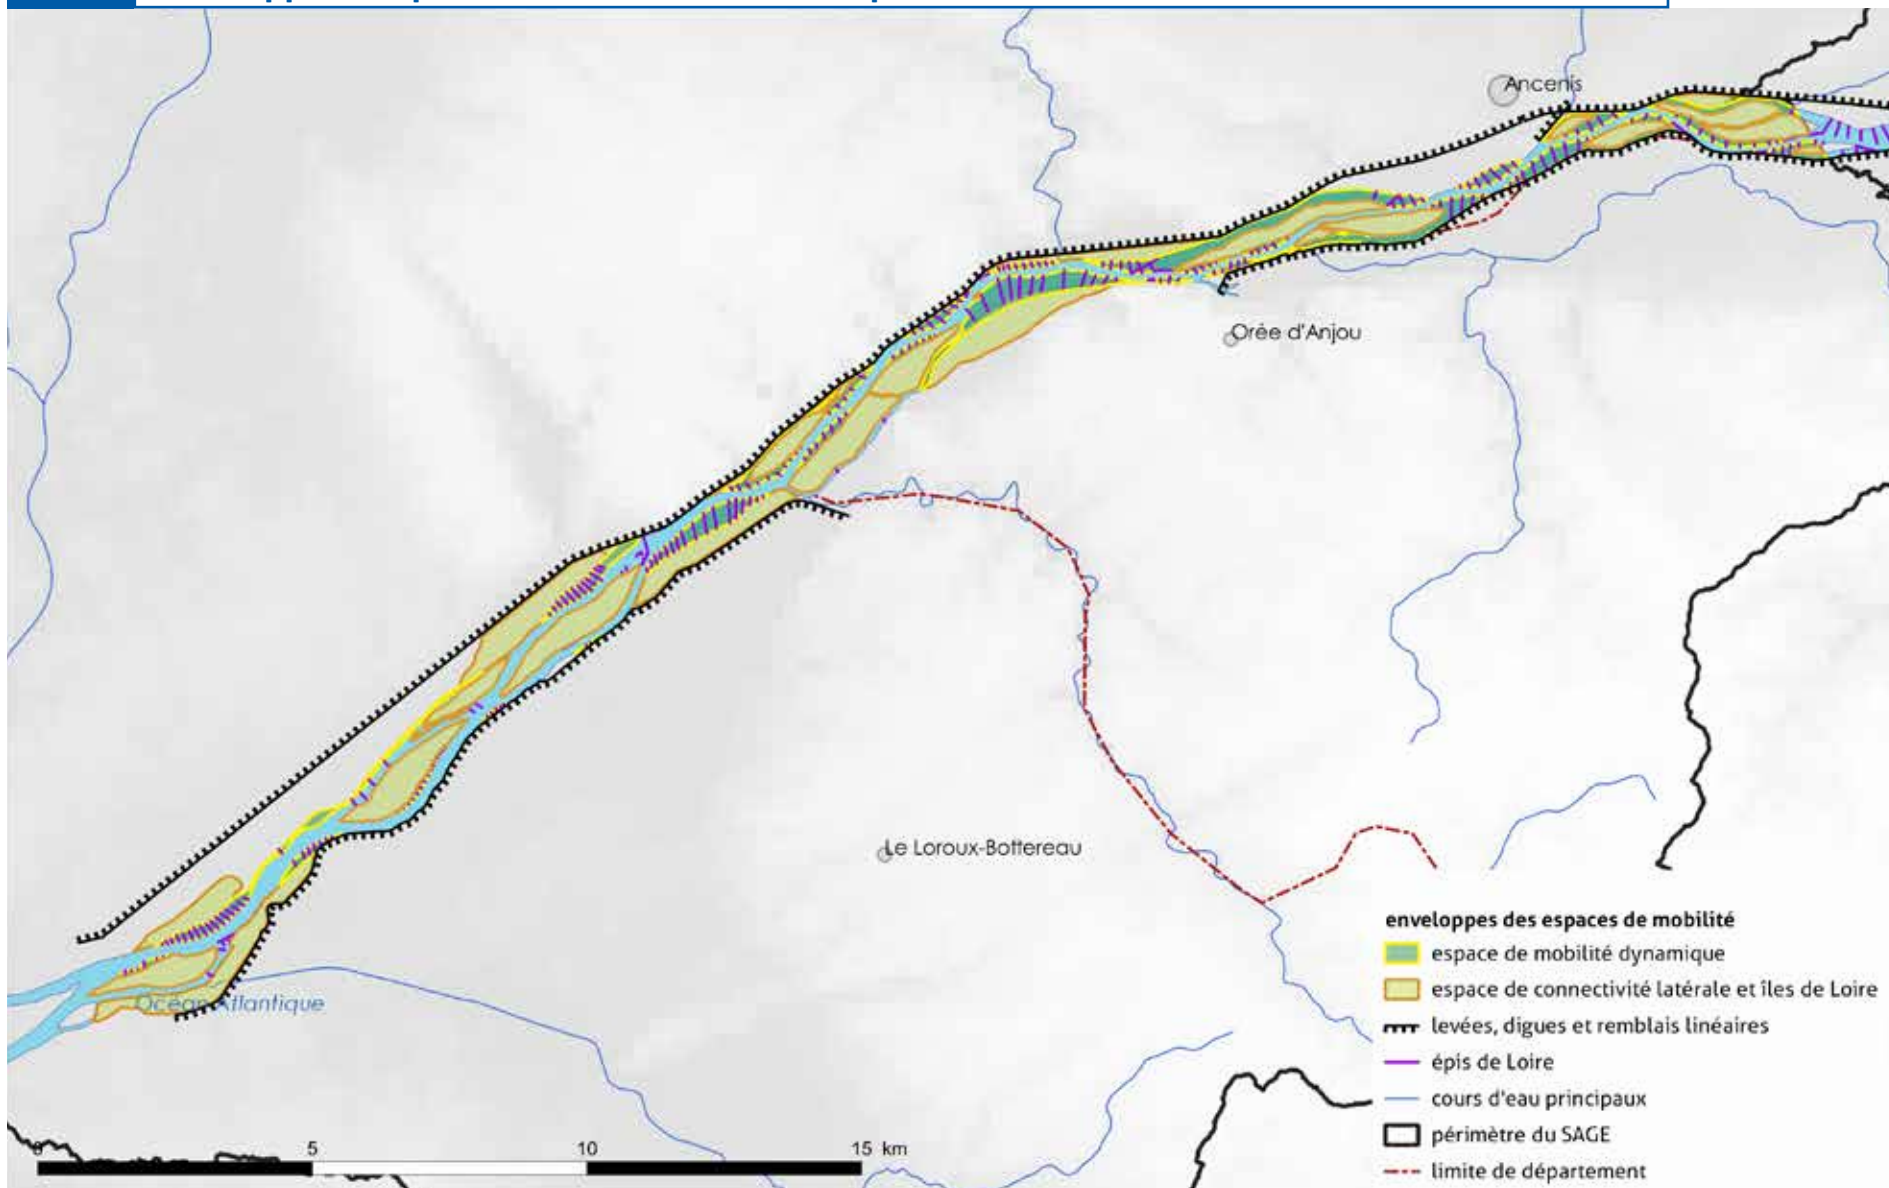 Ancenis
Orée d'Anjou
Le Loroux-Bottereau
Océan Atlantique
enveloppes des espaces de mobilité
espace de mobilité dynamique
espace de connectivité latérale et îles de Loire
levées, digues et remblais linéaires
épis de Loire
cours d'eau principaux
périmètre du SAGE
limite de département
0 5 10 15 km